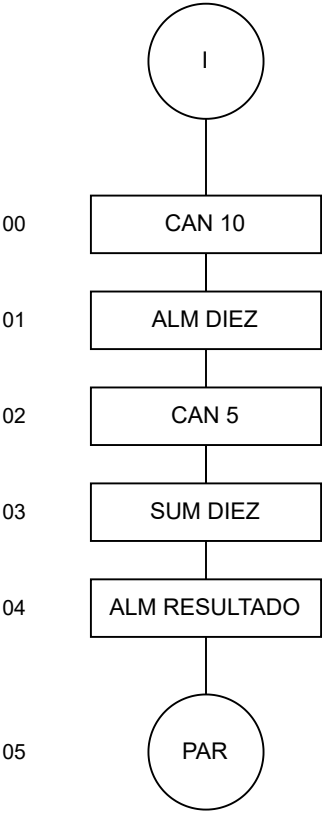 I
00 CAN 10
01 ALM DIEZ
02 CAN 5
03 SUM DIEZ
04 ALM RESULTADO
05 PAR